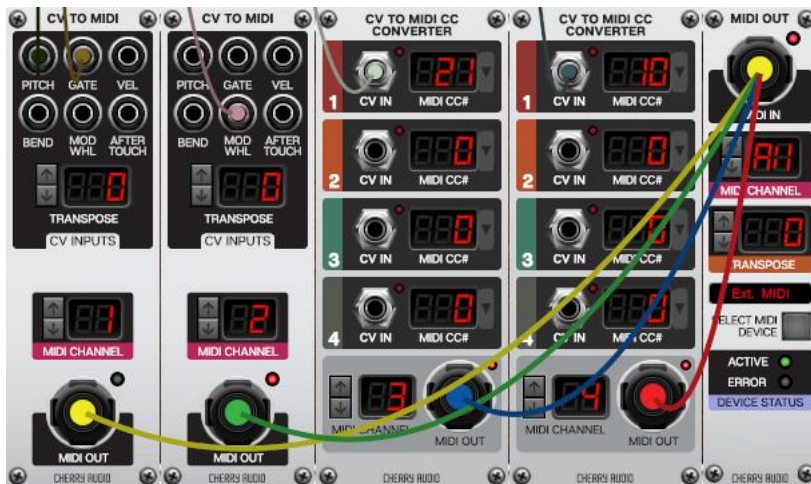 CV TO MIDI
PITCH GATE VEL
BEND MOD WHL AFTER TOUCH
0
TRANSPOSE
CV INPUTS
1
MIDI CHANNEL
MIDI OUT
CHERRY AUDIO
CV TO MIDI
PITCH GATE VEL
BEND MOD WHL AFTER TOUCH
0
TRANSPOSE
CV INPUTS
2
MIDI CHANNEL
MIDI OUT
CHERRY AUDIO
CV TO MIDI CC
CONVERTER
21
1 CV IN MIDI CC#
0
2 CV IN MIDI CC#
0
3 CV IN MIDI CC#
0
4 CV IN MIDI CC#
3
MIDI CHANNEL MIDI OUT
CHERRY AUDIO
CV TO MIDI CC
CONVERTER
10
1 CV IN MIDI CC#
0
2 CV IN MIDI CC#
0
3 CV IN MIDI CC#
0
4 CV IN MIDI CC#
4
MIDI CHANNEL MIDI OUT
CHERRY AUDIO
MIDI OUT
MIDI IN
All
MIDI CHANNEL
0
TRANSPOSE
Ext. MIDI
SELECT MIDI
DEVICE
ACTIVE
ERROR
DEVICE STATUS
CHERRY AUDIO